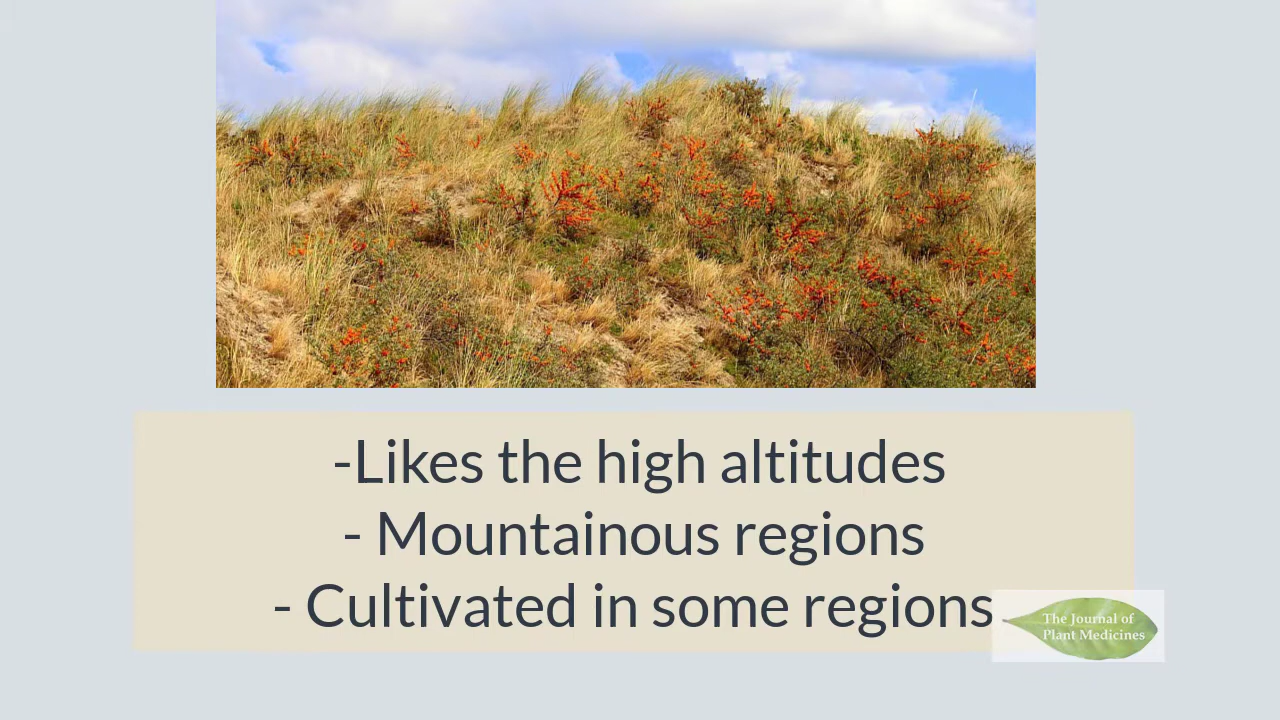 -Likes the high altitudes
- Mountainous regions
- Cultivated in some regions
The Journal of
Plant Medicines